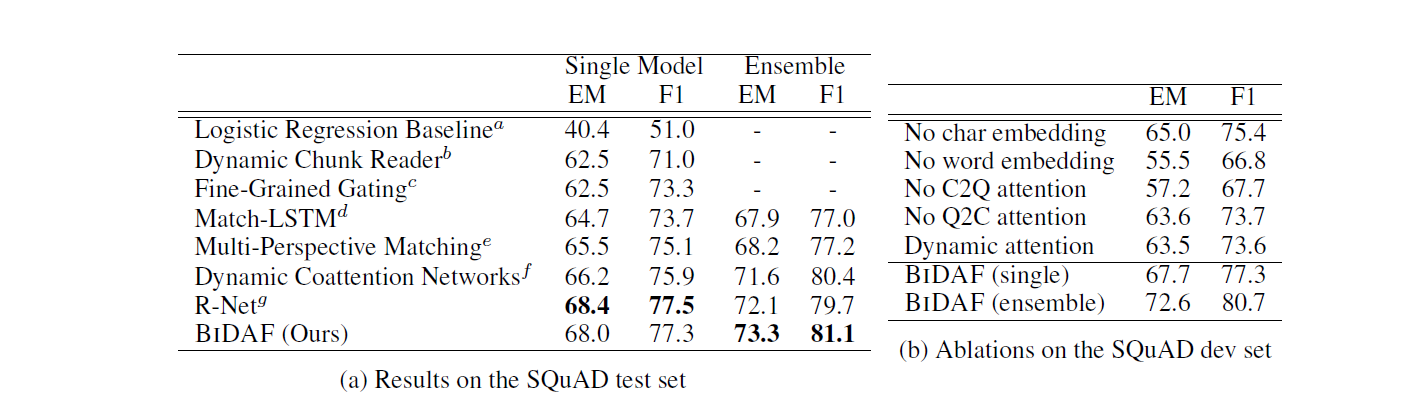 Single Model Ensemble
EM F1 EM F1
Logistic Regression Baseline^a 40.4 51.0 - -
Dynamic Chunk Reader^b 62.5 71.0 - -
Fine-Grained Gating^c 62.5 73.3 - -
Match-LSTM^d 64.7 73.7 67.9 77.0
Multi-Perspective Matching^e 65.5 75.1 68.2 77.2
Dynamic Coattention Networks^f 66.2 75.9 71.6 80.4
R-Net^g 68.4 77.5 72.1 79.7
BIDAF (Ours) 68.0 77.3 73.3 81.1
(a) Results on the SQuAD test set
EM F1
No char embedding 65.0 75.4
No word embedding 55.5 66.8
No C2Q attention 57.2 67.7
No Q2C attention 63.6 73.7
Dynamic attention 63.5 73.6
BIDAF (single) 67.7 77.3
BIDAF (ensemble) 72.6 80.7
(b) Ablations on the SQuAD dev set